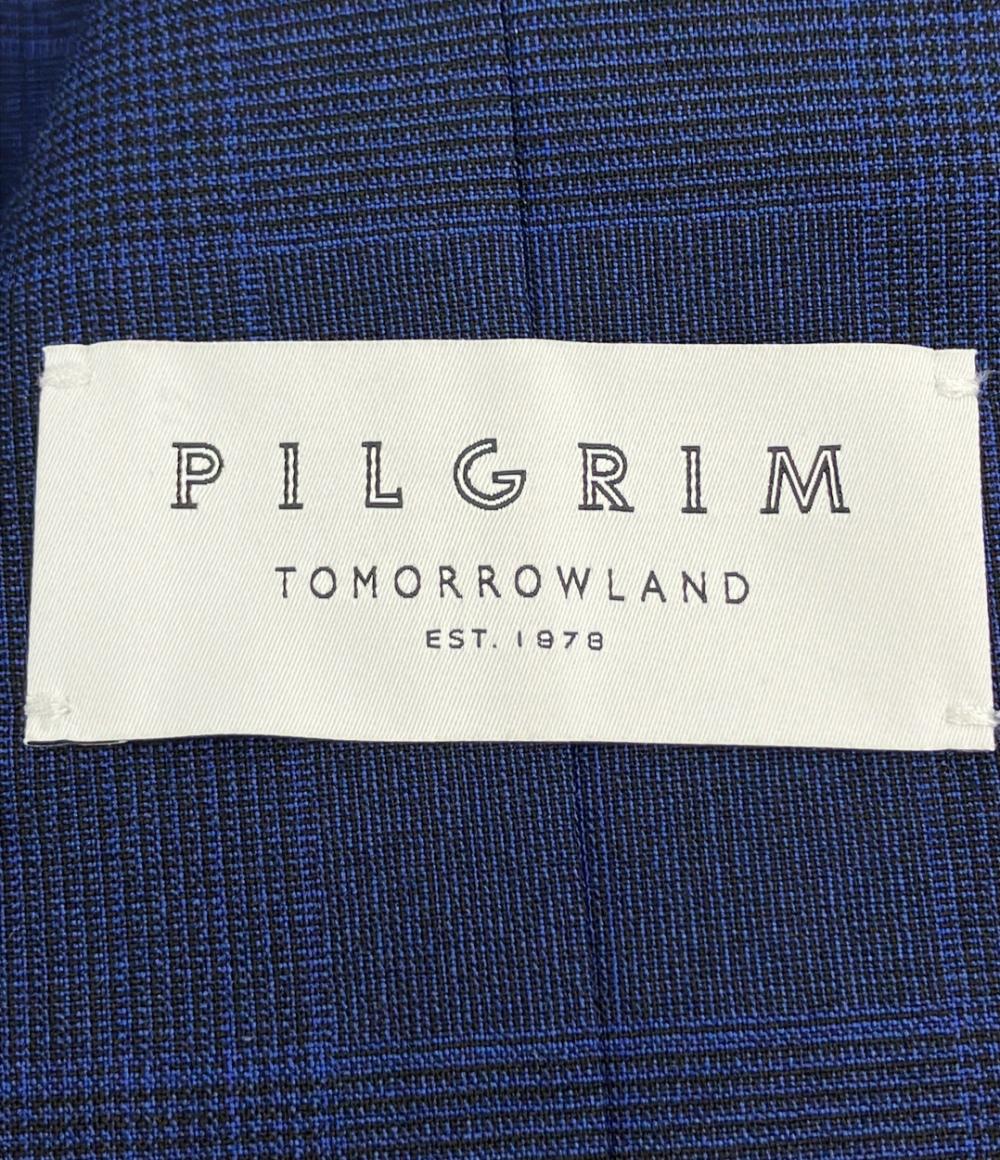 PILGRIM
TOMORROWLAND
EST. 1978